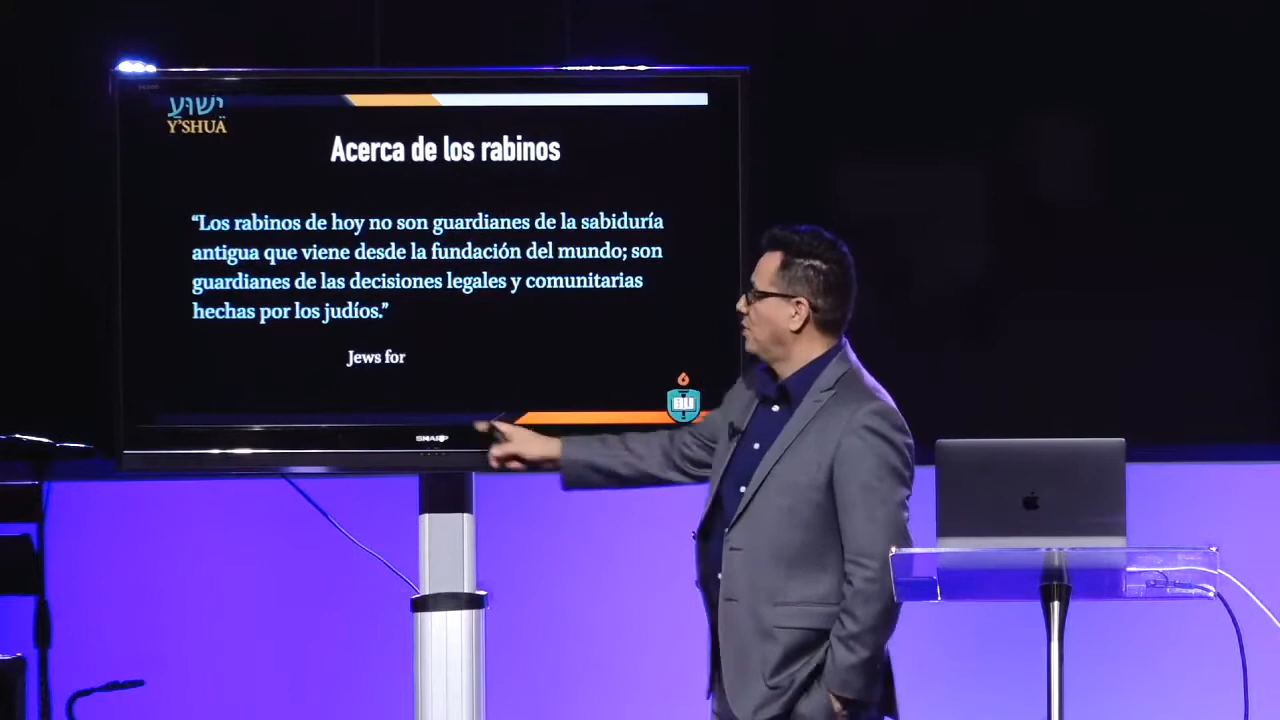 יֵשׁוּעַ
Y'SHUA
Acerca de los rabinos
“Los rabinos de hoy no son guardianes de la sabiduría
antigua que viene desde la fundación del mundo; son
guardianes de las decisiones legales y comunitarias
hechas por los judíos.”
Jews for
SHARP